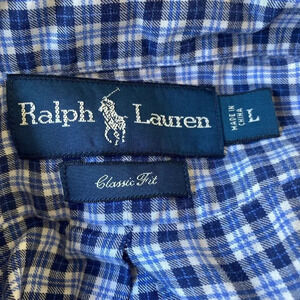 Ralph Lauren
MADE IN
CHINA
L
Classic Fit